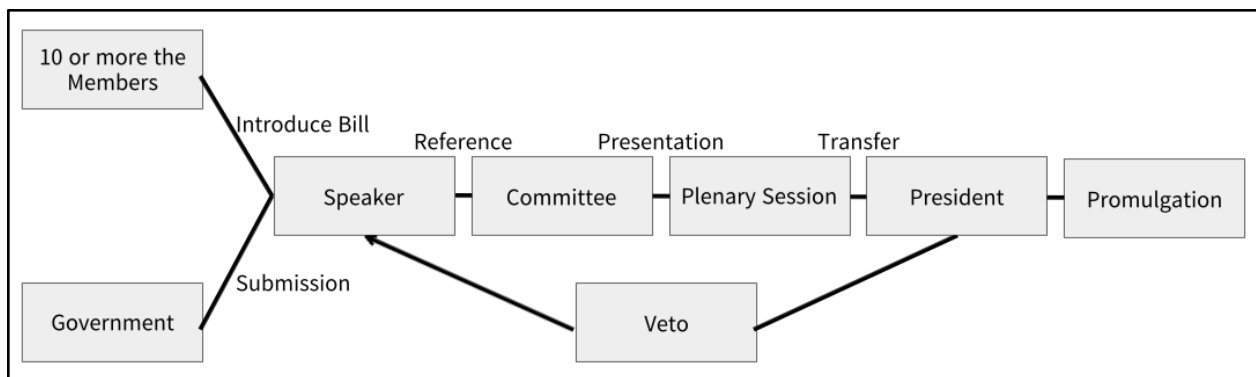 10 or more the
Members
Introduce Bill
Reference
Presentation
Transfer
Speaker
Committee
Plenary Session
President
Promulgation
Submission
Government
Veto